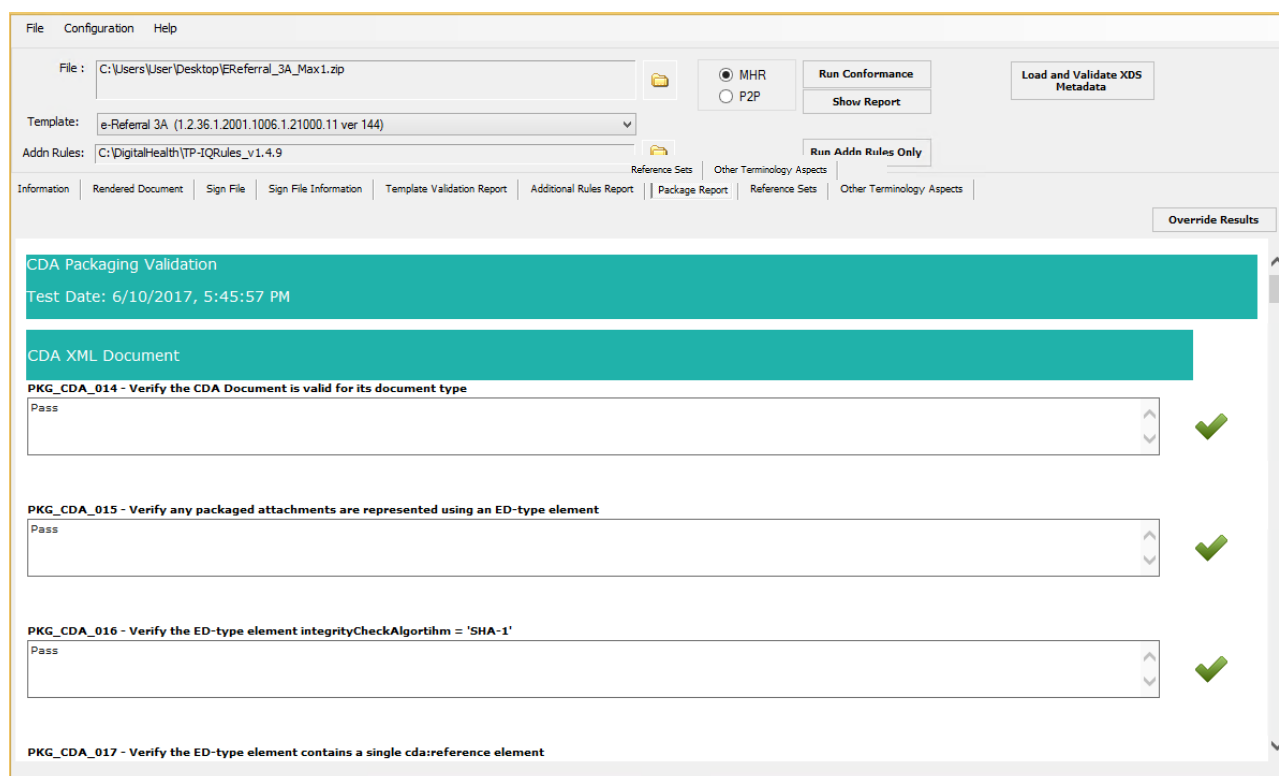 File Configuration Help
File : C:\Users\User\Desktop\EReferral_3A_Max1.zip
MHR
P2P
Run Conformance
Show Report
Load and Validate XDS
Metadata
Template: e-Referral 3A (1.2.36.1.2001.1006.1.21000.11 ver 144)
Addn Rules: C:\DigitalHealth\TP-IQRules_v1.4.9
Run Addn Rules Only
Reference Sets Other Terminology Aspects
Information Rendered Document Sign File Sign File Information Template Validation Report Additional Rules Report Package Report Reference Sets Other Terminology Aspects
Override Results
CDA Packaging Validation
Test Date: 6/10/2017, 5:45:57 PM
CDA XML Document
PKG_CDA_014 - Verify the CDA Document is valid for its document type
Pass
PKG_CDA_015 - Verify any packaged attachments are represented using an ED-type element
Pass
PKG_CDA_016 - Verify the ED-type element integrityCheckAlgortihm = 'SHA-1'
Pass
PKG_CDA_017 - Verify the ED-type element contains a single cda:reference element